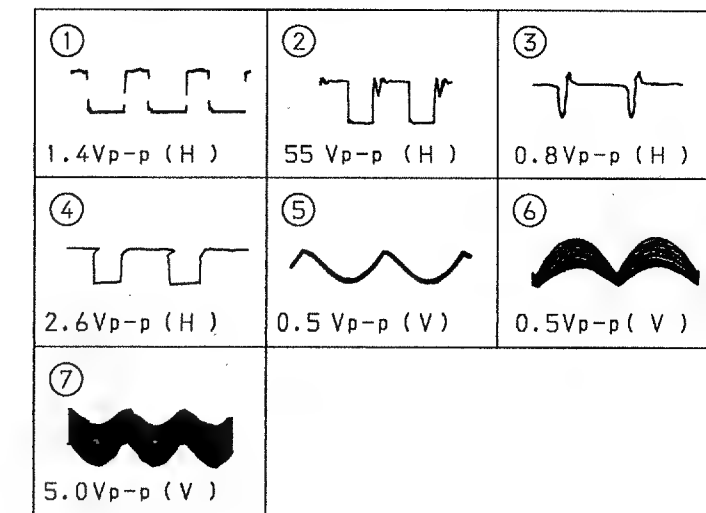 ①
1.4Vp-p (H )
②
55 Vp-p (H)
③
0.8Vp-p (H)
④
2.6Vp-p (H )
⑤
0.5 Vp-p (V)
⑥
0.5Vp-p( V )
⑦
5.0Vp-p (V )